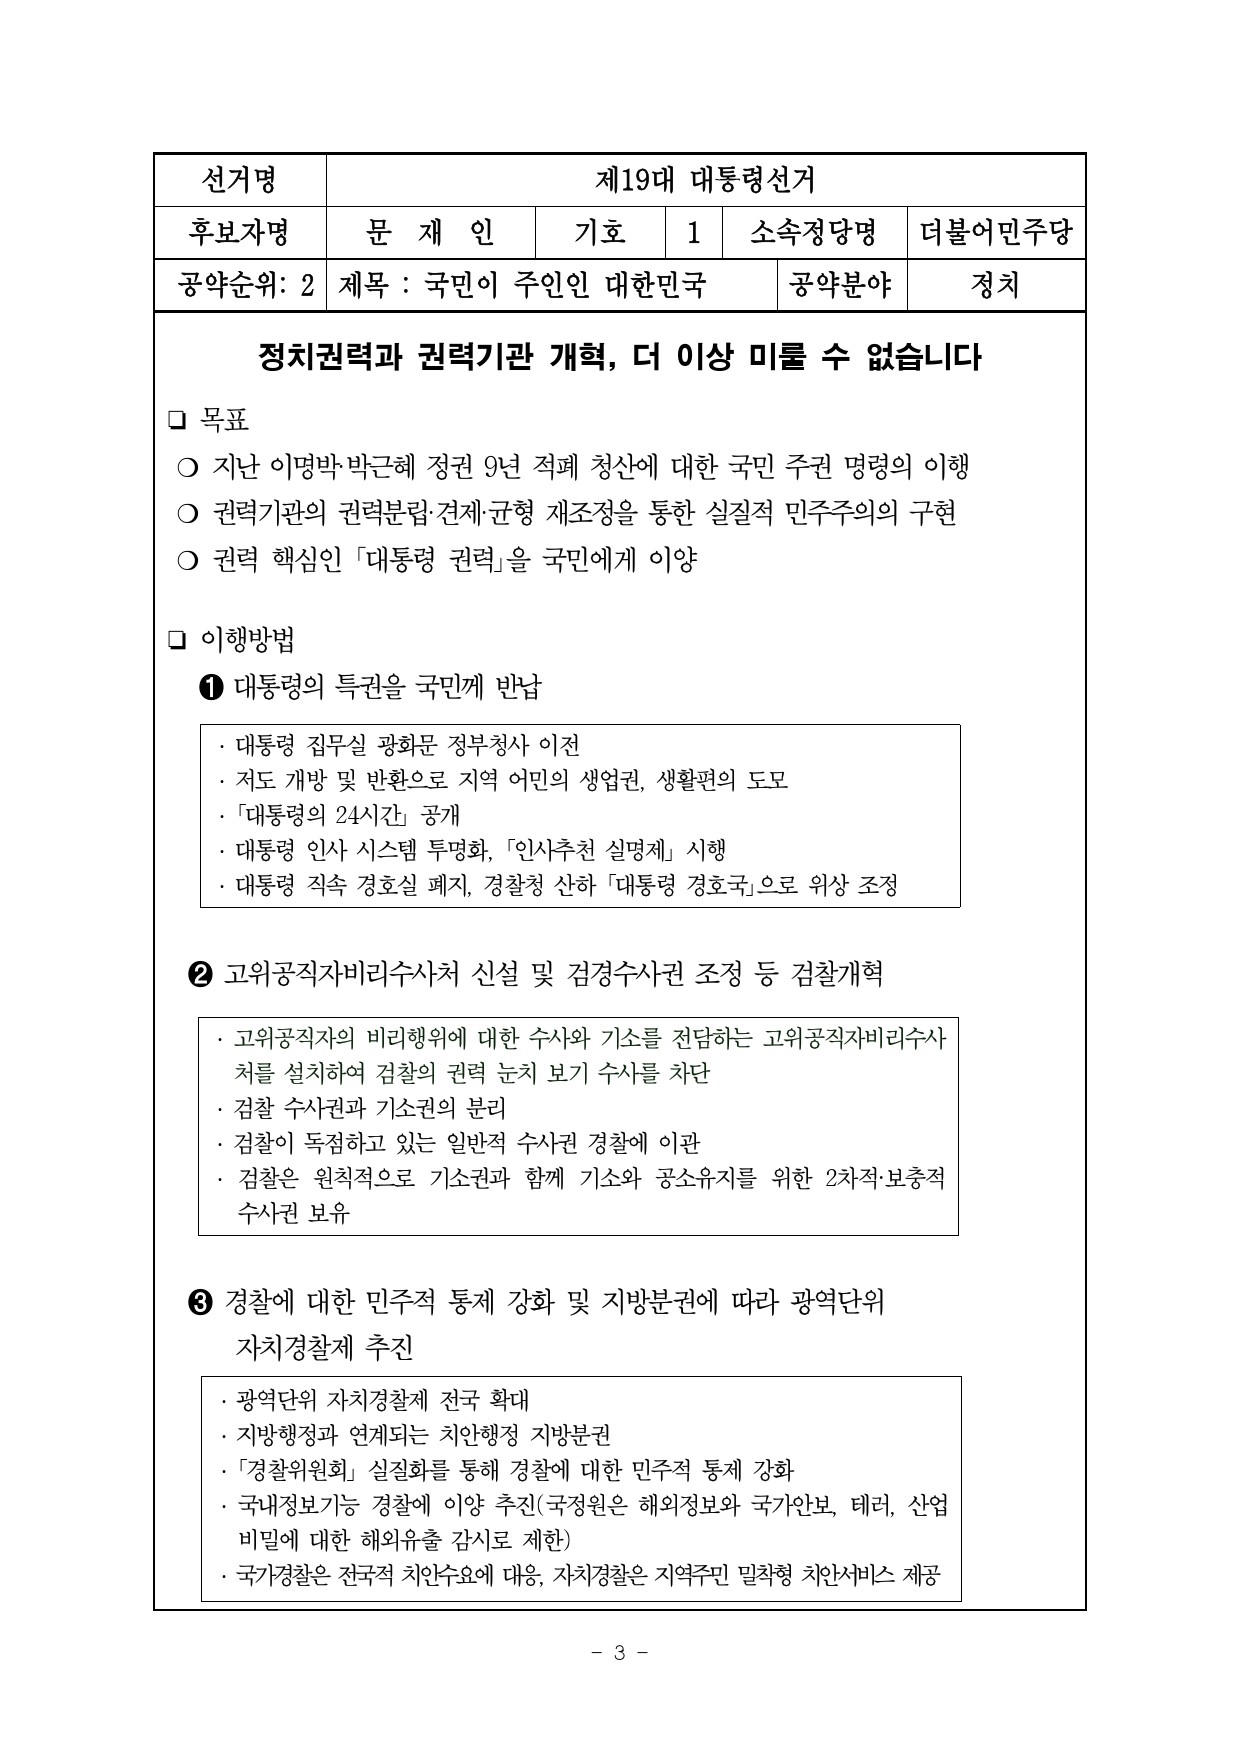 선거명 제19대 대통령선거
후보자명 문 재 인 기호 1 소속정당명 더불어민주당
공약순위: 2 제목 : 국민이 주인인 대한민국 공약분야 정치
정치권력과 권력기관 개혁, 더 이상 미룰 수 없습니다
❏ 목표
❍ 지난 이명박·박근혜 정권 9년 적폐 청산에 대한 국민 주권 명령의 이행
❍ 권력기관의 권력분립·견제·균형 재조정을 통한 실질적 민주주의의 구현
❍ 권력 핵심인 「대통령 권력」을 국민에게 이양
❏ 이행방법
❶ 대통령의 특권을 국민께 반납
· 대통령 집무실 광화문 정부청사 이전
· 저도 개방 및 반환으로 지역 어민의 생업권, 생활편의 도모
· 「대통령의 24시간」 공개
· 대통령 인사 시스템 투명화, 「인사추천 실명제」 시행
· 대통령 직속 경호실 폐지, 경찰청 산하 「대통령 경호국」으로 위상 조정
❷ 고위공직자비리수사처 신설 및 검경수사권 조정 등 검찰개혁
· 고위공직자의 비리행위에 대한 수사와 기소를 전담하는 고위공직자비리수사
처를 설치하여 검찰의 권력 눈치 보기 수사를 차단
· 검찰 수사권과 기소권의 분리
· 검찰이 독점하고 있는 일반적 수사권 경찰에 이관
· 검찰은 원칙적으로 기소권과 함께 기소와 공소유지를 위한 2차적·보충적
수사권 보유
❸ 경찰에 대한 민주적 통제 강화 및 지방분권에 따라 광역단위
자치경찰제 추진
· 광역단위 자치경찰제 전국 확대
· 지방행정과 연계되는 치안행정 지방분권
· 「경찰위원회」 실질화를 통해 경찰에 대한 민주적 통제 강화
· 국내정보기능 경찰에 이양 추진(국정원은 해외정보와 국가안보, 테러, 산업
비밀에 대한 해외유출 감시로 제한)
· 국가경찰은 전국적 치안수요에 대응, 자치경찰은 지역주민 밀착형 치안서비스 제공
- 3 -